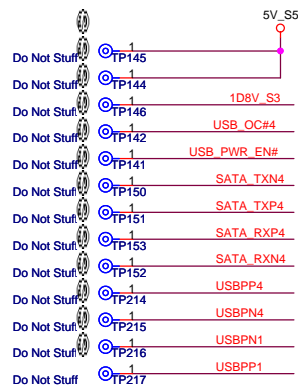 5V_S5
1
Do Not Stuff TP145
1
Do Not Stuff TP144
1 1D8V_S3
Do Not Stuff TP146
1 USB_OC#4
Do Not Stuff TP142
1 USB_PWR_EN#
Do Not Stuff TP141
1 SATA_TXN4
Do Not Stuff TP150
1 SATA_TXP4
Do Not Stuff TP151
1 SATA_RXP4
Do Not Stuff TP153
1 SATA_RXN4
Do Not Stuff TP152
1 USBPP4
Do Not Stuff TP214
1 USBPN4
Do Not Stuff TP215
1 USBPN1
Do Not Stuff TP216
1 USBPP1
Do Not Stuff TP217